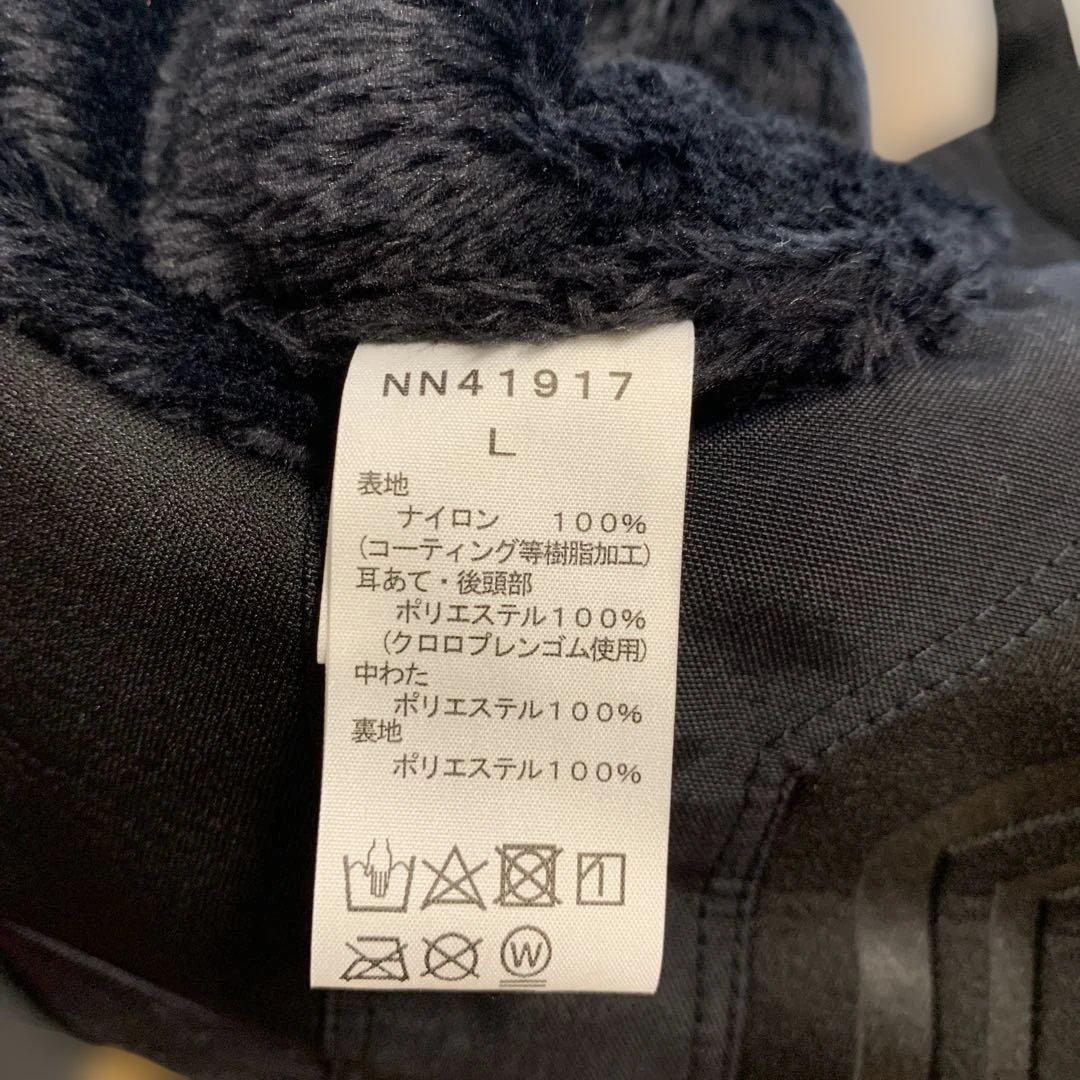 NN41917
L
表地
ナイロン 100%
(コーティング等樹脂加工)
耳あて・後頭部
ポリエステル100%
(クロロプレンゴム使用)
中わた
ポリエステル100%
裏地
ポリエステル100%
W